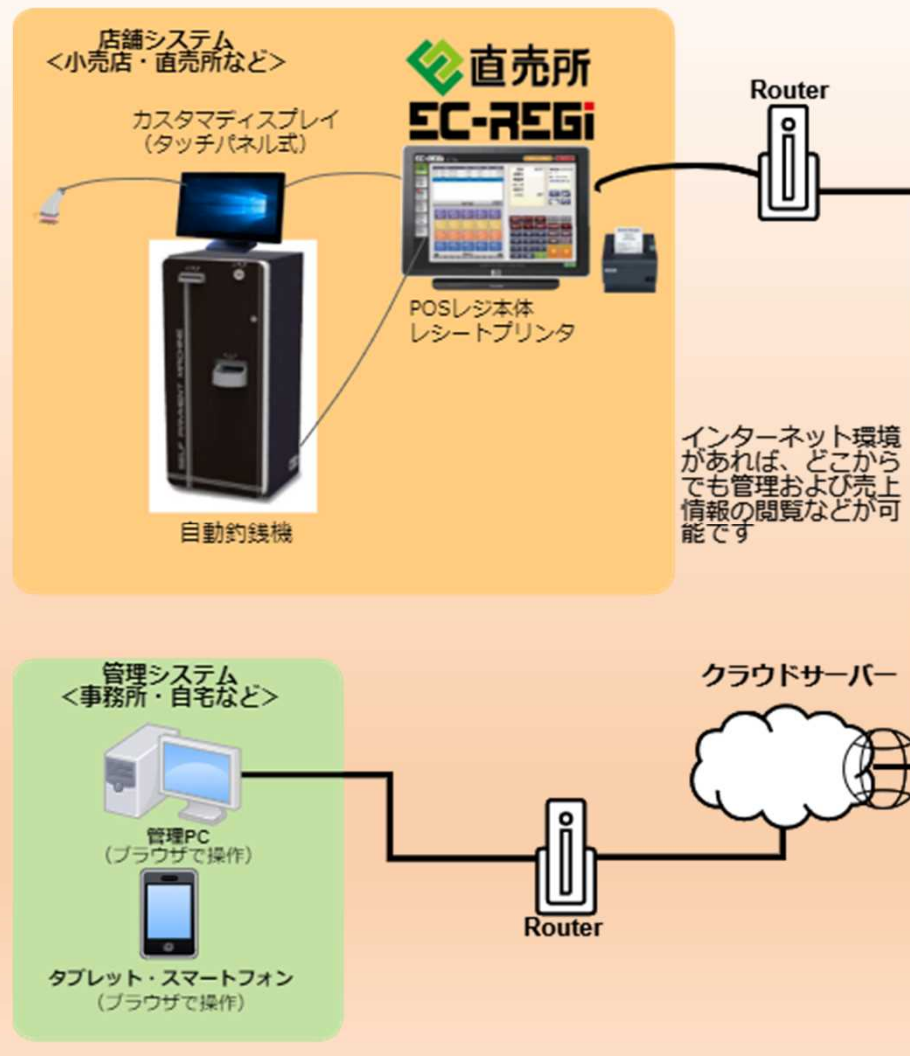 店舗システム
<小売店・直売所など>
直売所
EC-REGi
カスタマディスプレイ
（タッチパネル式）
Router
SELF PAYMENT MACHINE
POSレジ本体
レシートプリンタ
自動釣銭機
インターネット環境
があれば、どこから
でも管理および売上
情報の閲覧などが可
能です
管理システム
<事務所・自宅など>
クラウドサーバー
管理PC
（ブラウザで操作）
Router
タブレット・スマートフォン
（ブラウザで操作）